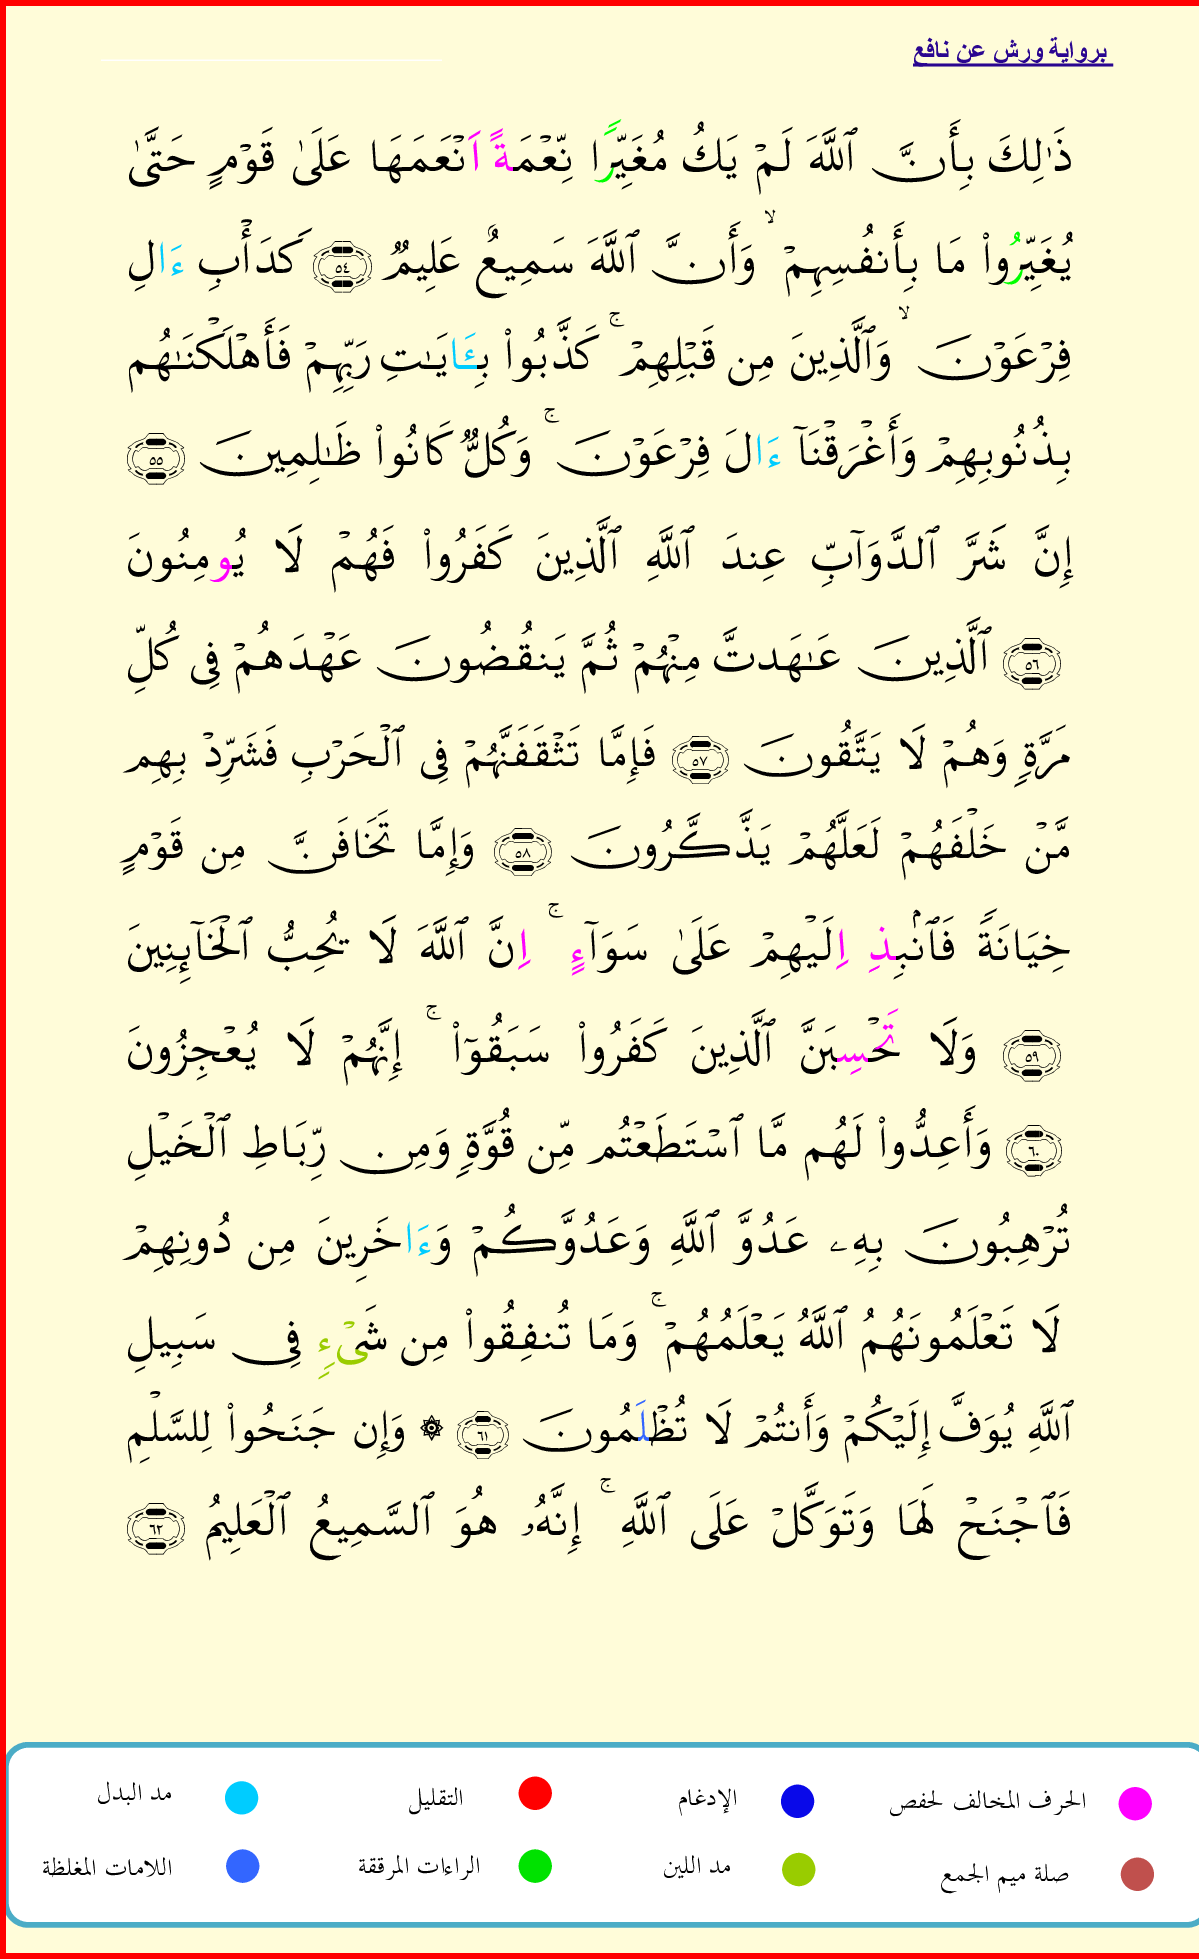 برواية ورش عن نافع
ذَٰلِكَ بِأَنَّ ٱللَّهَ لَمْ يَكُ مُغَيِّرًا نِّعْمَةً اَنْعَمَهَا عَلَىٰ قَوْمٍ حَتَّىٰ
يُغَيِّرُواْ مَا بِأَنفُسِهِمْ ۙ وَأَنَّ ٱللَّهَ سَمِيعٌ عَلِيمٌ ٥٤ كَدَأْبِ ءَالِ
فِرْعَوْنَ ۙ وَٱلَّذِينَ مِن قَبْلِهِمْ ۚ كَذَّبُواْ بِـَٔايَـٰتِ رَبِّهِمْ فَأَهْلَكْنَـٰهُم
بِذُنُوبِهِمْ وَأَغْرَقْنَآ ءَالَ فِرْعَوْنَ ۚ وَكُلٌّ كَانُواْ ظَـٰلِمِينَ ٥٥
إِنَّ شَرَّ ٱلدَّوَآبِّ عِندَ ٱللَّهِ ٱلَّذِينَ كَفَرُواْ فَهُمْ لَا يُومِنُونَ
٥٦ ٱلَّذِينَ عَـٰهَدتَّ مِنْهُمْ ثُمَّ يَنقُضُونَ عَهْدَهُمْ فِى كُلِّ
مَرَّةٍ وَهُمْ لَا يَتَّقُونَ ٥٧ فَإِمَّا تَثْقَفَنَّهُمْ فِى ٱلْحَرْبِ فَشَرِّدْ بِهِم
مَّنْ خَلْفَهُمْ لَعَلَّهُمْ يَذَّكَّرُونَ ٥٨ وَإِمَّا تَخَافَنَّ مِن قَوْمٍ
خِيَانَةً فَٱنۢبِذِ اِلَيْهِمْ عَلَىٰ سَوَآءٍ ۚ اِنَّ ٱللَّهَ لَا يُحِبُّ ٱلْخَآئِنِينَ
٥٩ وَلَا تَحْسِبَنَّ ٱلَّذِينَ كَفَرُواْ سَبَقُوٓاْ ۚ إِنَّهُمْ لَا يُعْجِزُونَ
٦٠ وَأَعِدُّواْ لَهُم مَّا ٱسْتَطَعْتُم مِّن قُوَّةٍ وَمِن رِّبَاطِ ٱلْخَيْلِ
تُرْهِبُونَ بِهِۦ عَدُوَّ ٱللَّهِ وَعَدُوَّكُمْ وَءَاخَرِينَ مِن دُونِهِمْ
لَا تَعْلَمُونَهُمُ ٱللَّهُ يَعْلَمُهُمْ ۚ وَمَا تُنفِقُواْ مِن شَىْءٍ فِى سَبِيلِ
ٱللَّهِ يُوَفَّ إِلَيْكُمْ وَأَنتُمْ لَا تُظْلَمُونَ ٦١ ۞ وَإِن جَنَحُواْ لِلسَّلْمِ
فَٱجْنَحْ لَهَا وَتَوَكَّلْ عَلَى ٱللَّهِ ۚ إِنَّهُۥ هُوَ ٱلسَّمِيعُ ٱلْعَلِيمُ ٦٢
الحرف المخالف لحفص الإدغام التقليل مد البدل
صلة ميم الجمع مد اللين الراءات المرققة اللامات المغلظة